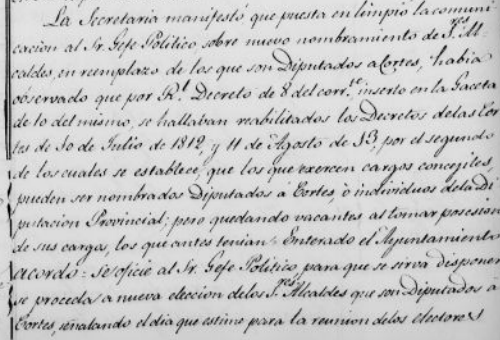 La Secretaria manifestó, que puesta en limpio la comuni-
cacion al Sr. Gefe Politico, sobre nuevo nombramiento de S.res Al-
caldes, en reemplazo de los que son Diputados a Cortes, habia
observado que por R.l Decreto de 8 del corr.te inserto en la Gaceta
de 10 del mismo, se hallaban reabilitados los Decretos de las Cor-
tes de 10 de Julio de 1812, y 11 de Agosto de 13, por el segundo
de los cuales se establece, que los que exercen cargos concejiles,
pueden ser nombrados Diputados á Cortes, ó individuos de la Di-
putacion Provincial; pero quedando vacantes al tomar posesion
de sus cargos, los que antes tenian: Enterado el Ayuntamiento
acordó = Se oficie al Sr. Gefe Politico, para que se sirva disponer
se proceda a nueva eleccion de los S.res Alcaldes que son Diputados a
Cortes, señalando el dia que estime para la reunion de los electores